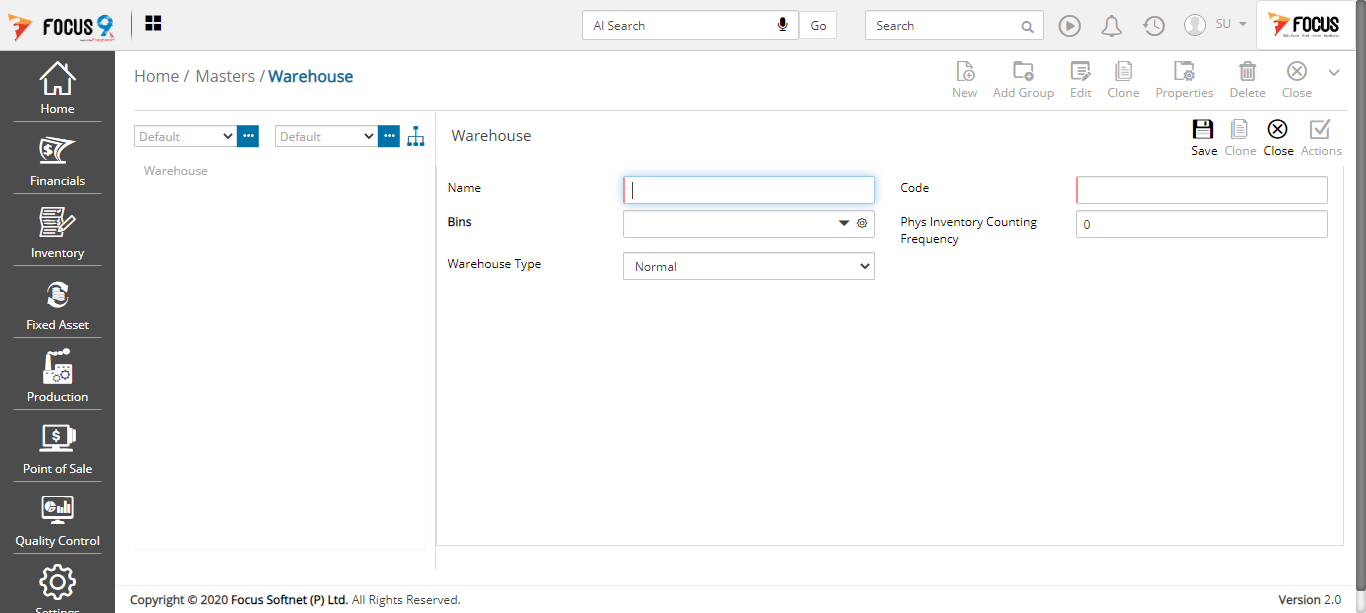 FOCUS 9
AI Search
Go
Search
SU
FOCUS
Home
Financials
Inventory
Fixed Asset
Production
Point of Sale
Quality Control
Settings
Home / Masters / Warehouse
New
Add Group
Edit
Clone
Properties
Delete
Close
Default
Default
Warehouse
Warehouse
Save
Clone
Close
Actions
Name
Code
Bins
Phys Inventory Counting
Frequency
0
Warehouse Type
Normal
Copyright © 2020 Focus Softnet (P) Ltd. All Rights Reserved.
Version 2.0